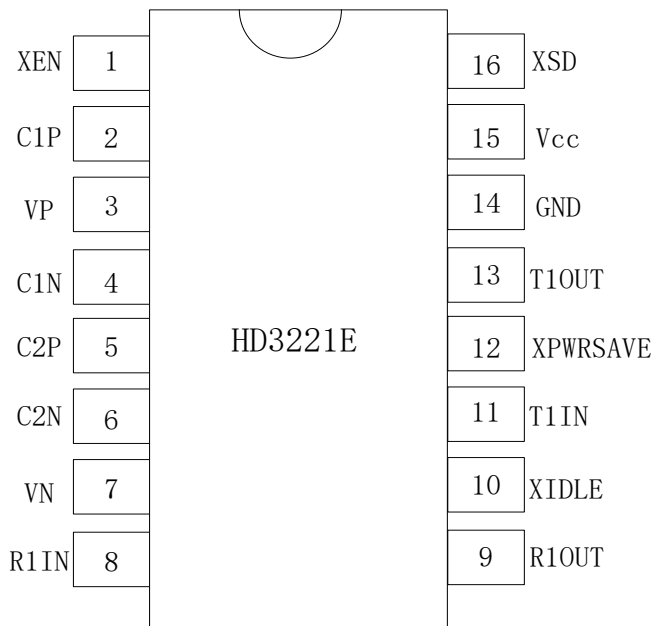 XEN 1 16 XSD
C1P 2 15 Vcc
VP 3 14 GND
C1N 4 13 T1OUT
C2P 5 HD3221E 12 XPWRSAVE
C2N 6 11 T1IN
VN 7 10 XIDLE
R1IN 8 9 R1OUT